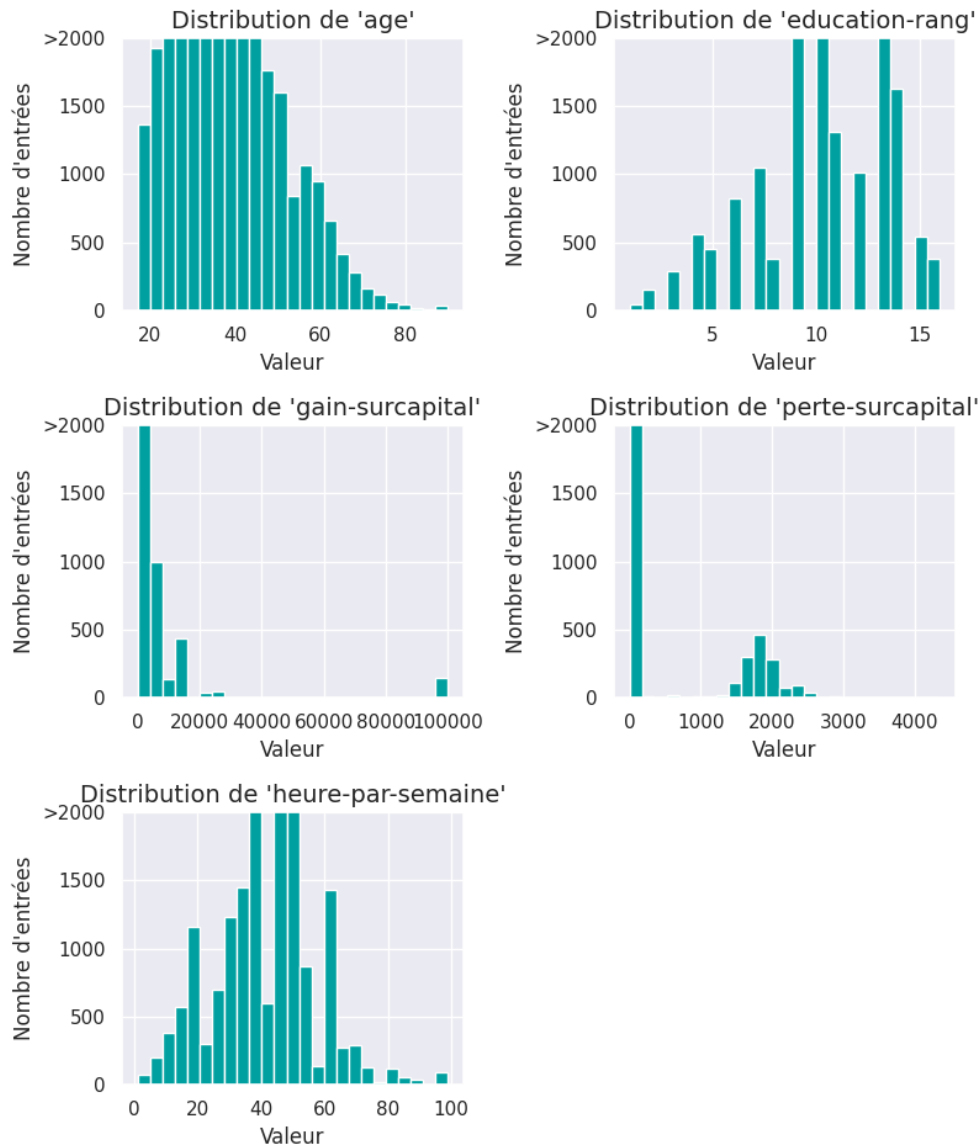 Distribution de 'age'
>2000
1500
1000
500
0
Nombre d'entrées
20 40 60 80
Valeur
Distribution de 'education-rang'
>2000
1500
1000
500
0
Nombre d'entrées
5 10 15
Valeur
Distribution de 'gain-surcapital'
>2000
1500
1000
500
0
Nombre d'entrées
0 20000 40000 60000 80000 100000
Valeur
Distribution de 'perte-surcapital'
>2000
1500
1000
500
0
Nombre d'entrées
0 1000 2000 3000 4000
Valeur
Distribution de 'heure-par-semaine'
>2000
1500
1000
500
0
Nombre d'entrées
0 20 40 60 80 100
Valeur